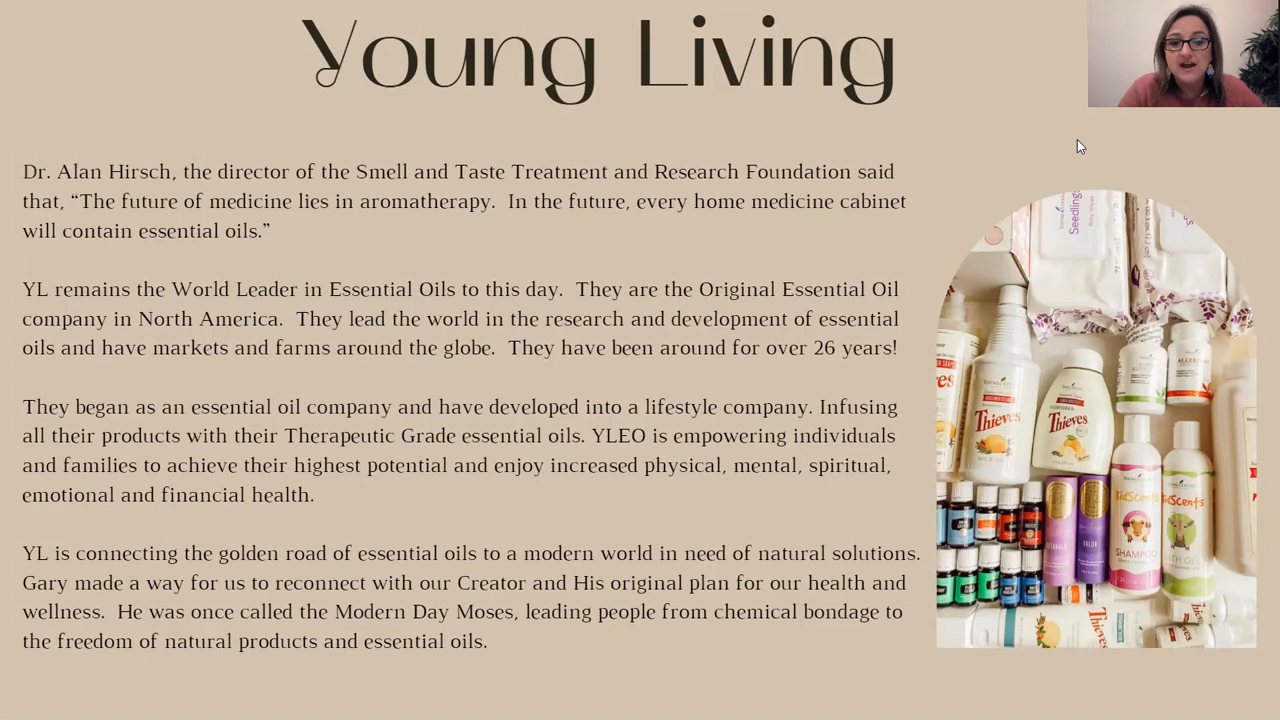 Young Living
Dr. Alan Hirsch, the director of the Smell and Taste Treatment and Research Foundation said
that, “The future of medicine lies in aromatherapy.  In the future, every home medicine cabinet
will contain essential oils.”
YL remains the World Leader in Essential Oils to this day.  They are the Original Essential Oil
company in North America.  They lead the world in the research and development of essential
oils and have markets and farms around the globe.  They have been around for over 26 years!
They began as an essential oil company and have developed into a lifestyle company. Infusing
all their products with their Therapeutic Grade essential oils. YLEO is empowering individuals
and families to achieve their highest potential and enjoy increased physical, mental, spiritual,
emotional and financial health.
YL is connecting the golden road of essential oils to a modern world in need of natural solutions.
Gary made a way for us to reconnect with our Creator and His original plan for our health and
wellness.  He was once called the Modern Day Moses, leading people from chemical bondage to
the freedom of natural products and essential oils.
Seedlings
Thieves
Thieves
KidScents
KidScents
SHAMPOO
VALOR
Thieves